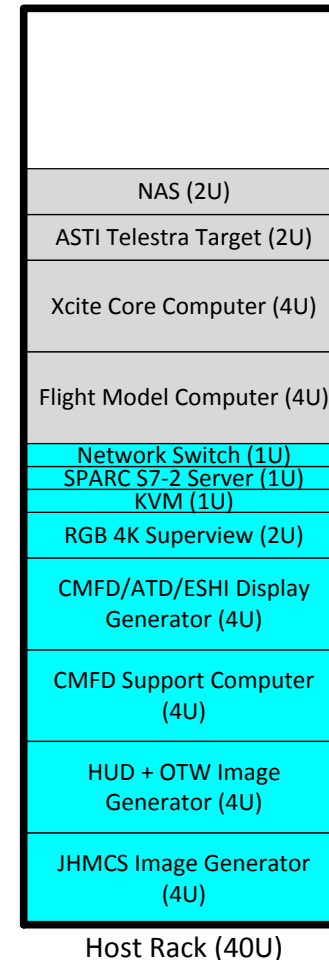 NAS (2U)
ASTI Telestra Target (2U)
Xcite Core Computer (4U)
Flight Model Computer (4U)
Network Switch (1U)
SPARC S7-2 Server (1U)
KVM (1U)
RGB 4K Superview (2U)
CMFD/ATD/ESHI Display
Generator (4U)
CMFD Support Computer
(4U)
HUD + OTW Image
Generator (4U)
JHMCS Image Generator
(4U)
Host Rack (40U)